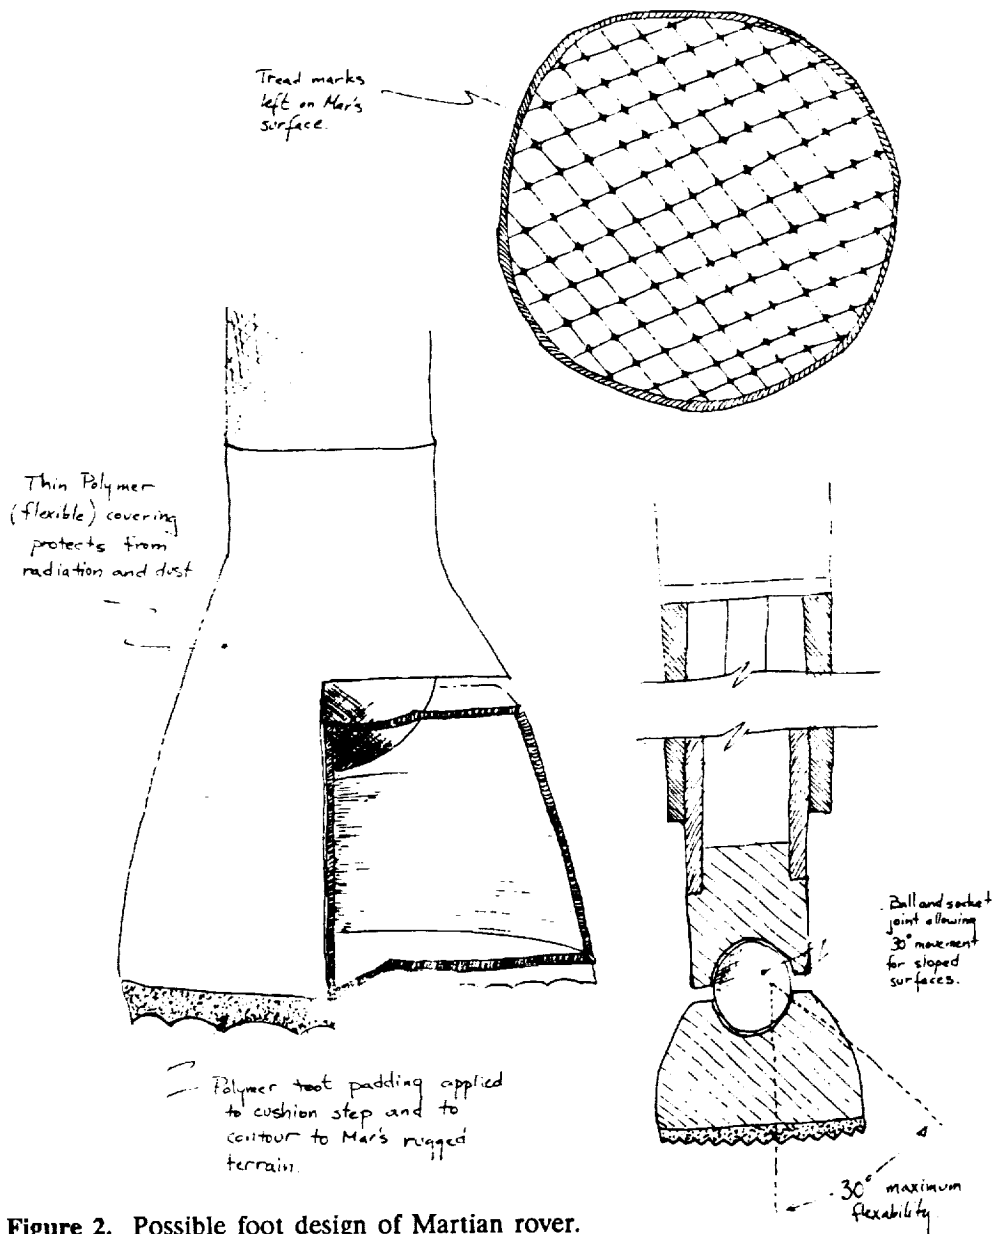 Tread marks
left on Mar's
surface.
Thin Polymer
(flexible) covering
protects from
radiation and dust
Ball and socket
joint allowing
30° movement
for sloped
surfaces.
Polymer foot padding applied
to cushion step and to
contour to Mar's rugged
terrain.
30° maximum
flexability
Figure 2. Possible foot design of Martian rover.